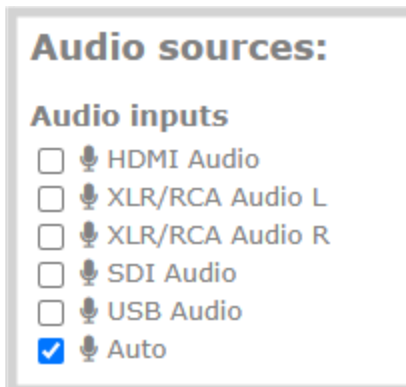 Audio sources:
Audio inputs
HDMI Audio
XLR/RCA Audio L
XLR/RCA Audio R
SDI Audio
USB Audio
Auto